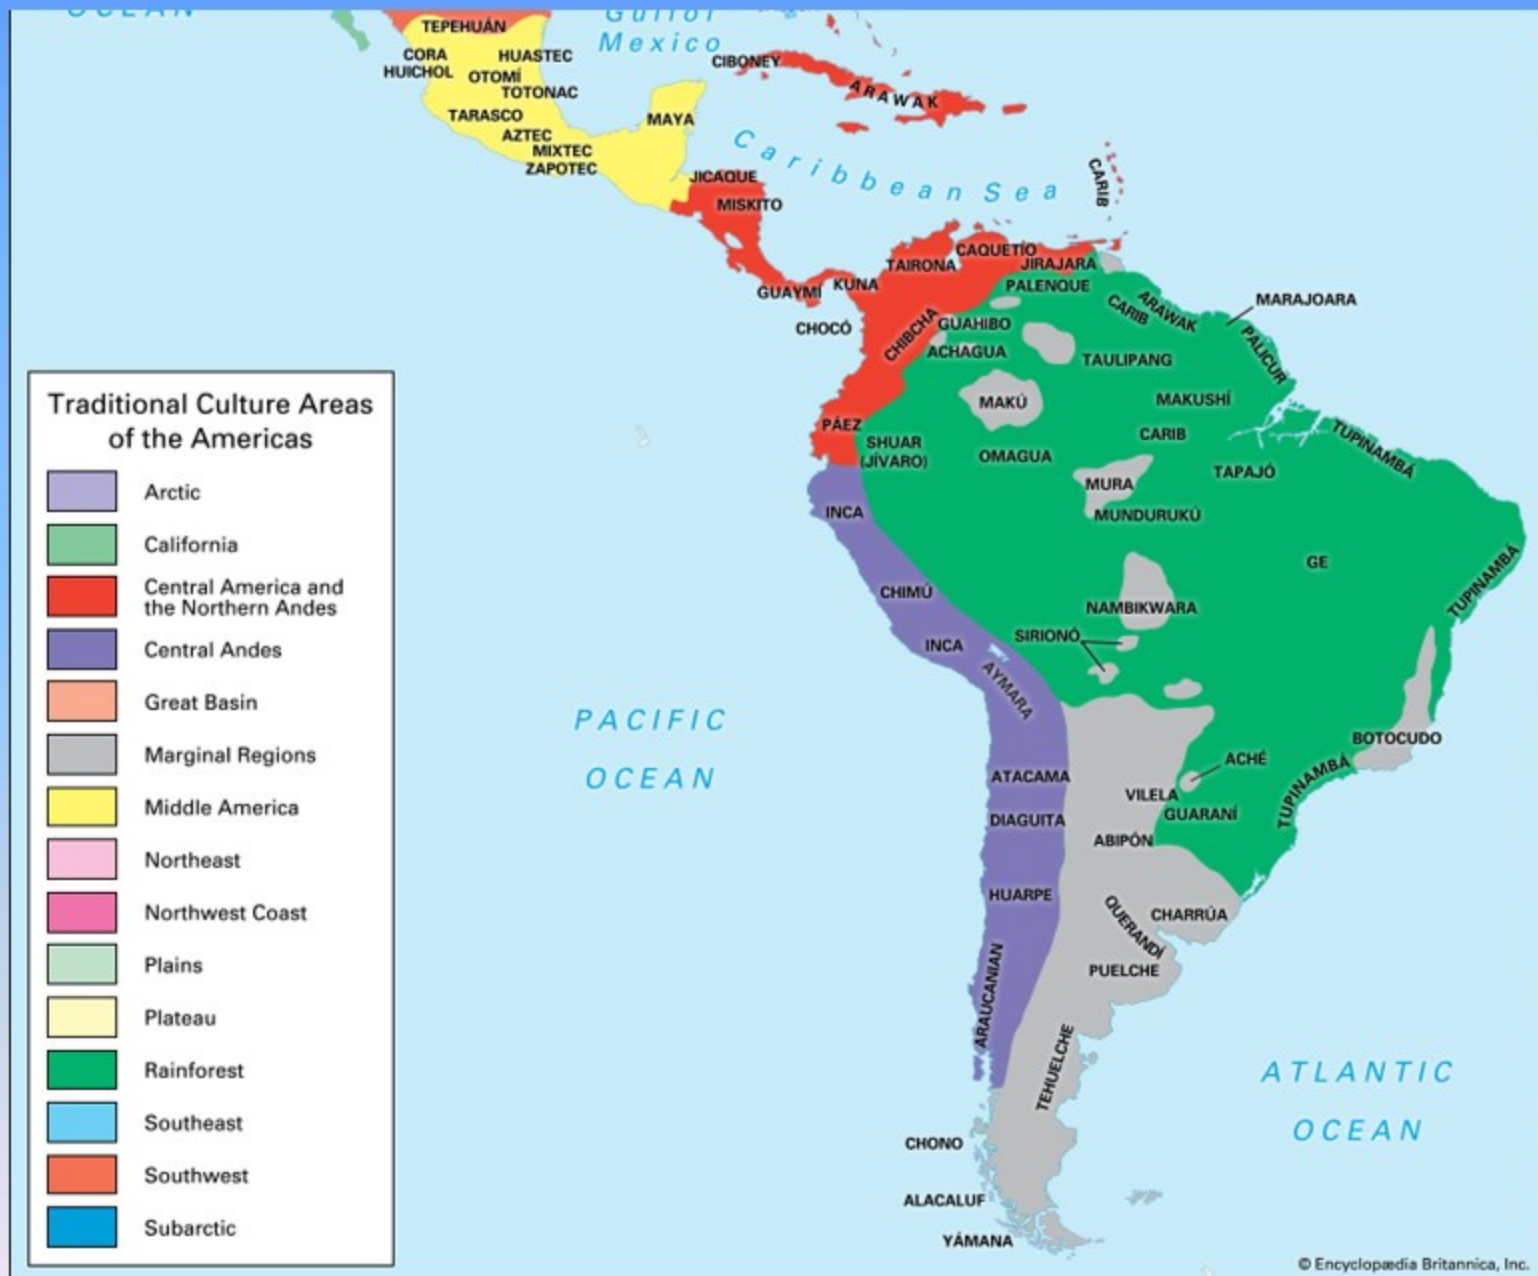 OCEAN
Gulf of
Mexico
TEPEHUÁN
CORA
HUICHOL
HUASTEC
OTOMÍ
TOTONAC
TARASCO
AZTEC
MIXTEC
ZAPOTEC
MAYA
CIBONEY
ARAWAK
Caribbean Sea
CARIB
JICAQUE
MISKITO
GUAYMÍ
KUNA
CHOCÓ
TAIRONA
CAQUETÍO
JIRAJARA
PALENQUE
CHIBCHA
GUAHIBO
ACHAGUA
CARIB
ARAWAK
MARAJOARA
PALICUR
TAULIPANG
MAKÚ
MAKUSHÍ
PÁEZ
SHUAR
(JÍVARO)
OMAGUA
CARIB
TUPINAMBÁ
TAPAJÓ
MURA
MUNDURUKÚ
INCA
GE
TUPINAMBÁ
CHIMÚ
NAMBIKWARA
SIRIONÓ
INCA
AYMARA
BOTOCUDO
ACHÉ
TUPINAMBÁ
ATACAMA
VILELA
GUARANÍ
DIAGUITA
ABIPÓN
HUARPE
QUERANDÍ
CHARRÚA
PUELCHE
ARAUCANIAN
TEHUELCHE
CHONO
ALACALUF
YÁMANA
PACIFIC
OCEAN
ATLANTIC
OCEAN
Traditional Culture Areas
of the Americas
Arctic
California
Central America and
the Northern Andes
Central Andes
Great Basin
Marginal Regions
Middle America
Northeast
Northwest Coast
Plains
Plateau
Rainforest
Southeast
Southwest
Subarctic
© Encyclopædia Britannica, Inc.